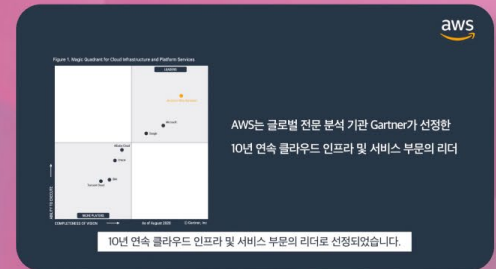 aws
Figure 1. Magic Quadrant for Cloud Infrastructure and Platform Services
LEADERS
Microsoft
Google
Alibaba Cloud
Oracle
IBM
Tencent Cloud
NICHE PLAYERS
ABILITY TO EXECUTE
COMPLETENESS OF VISION
As of August 2020
© Gartner, Inc
AWS는 글로벌 전문 분석 기관 Gartner가 선정한
10년 연속 클라우드 인프라 및 서비스 부문의 리더
10년 연속 클라우드 인프라 및 서비스 부문의 리더로 선정되었습니다.